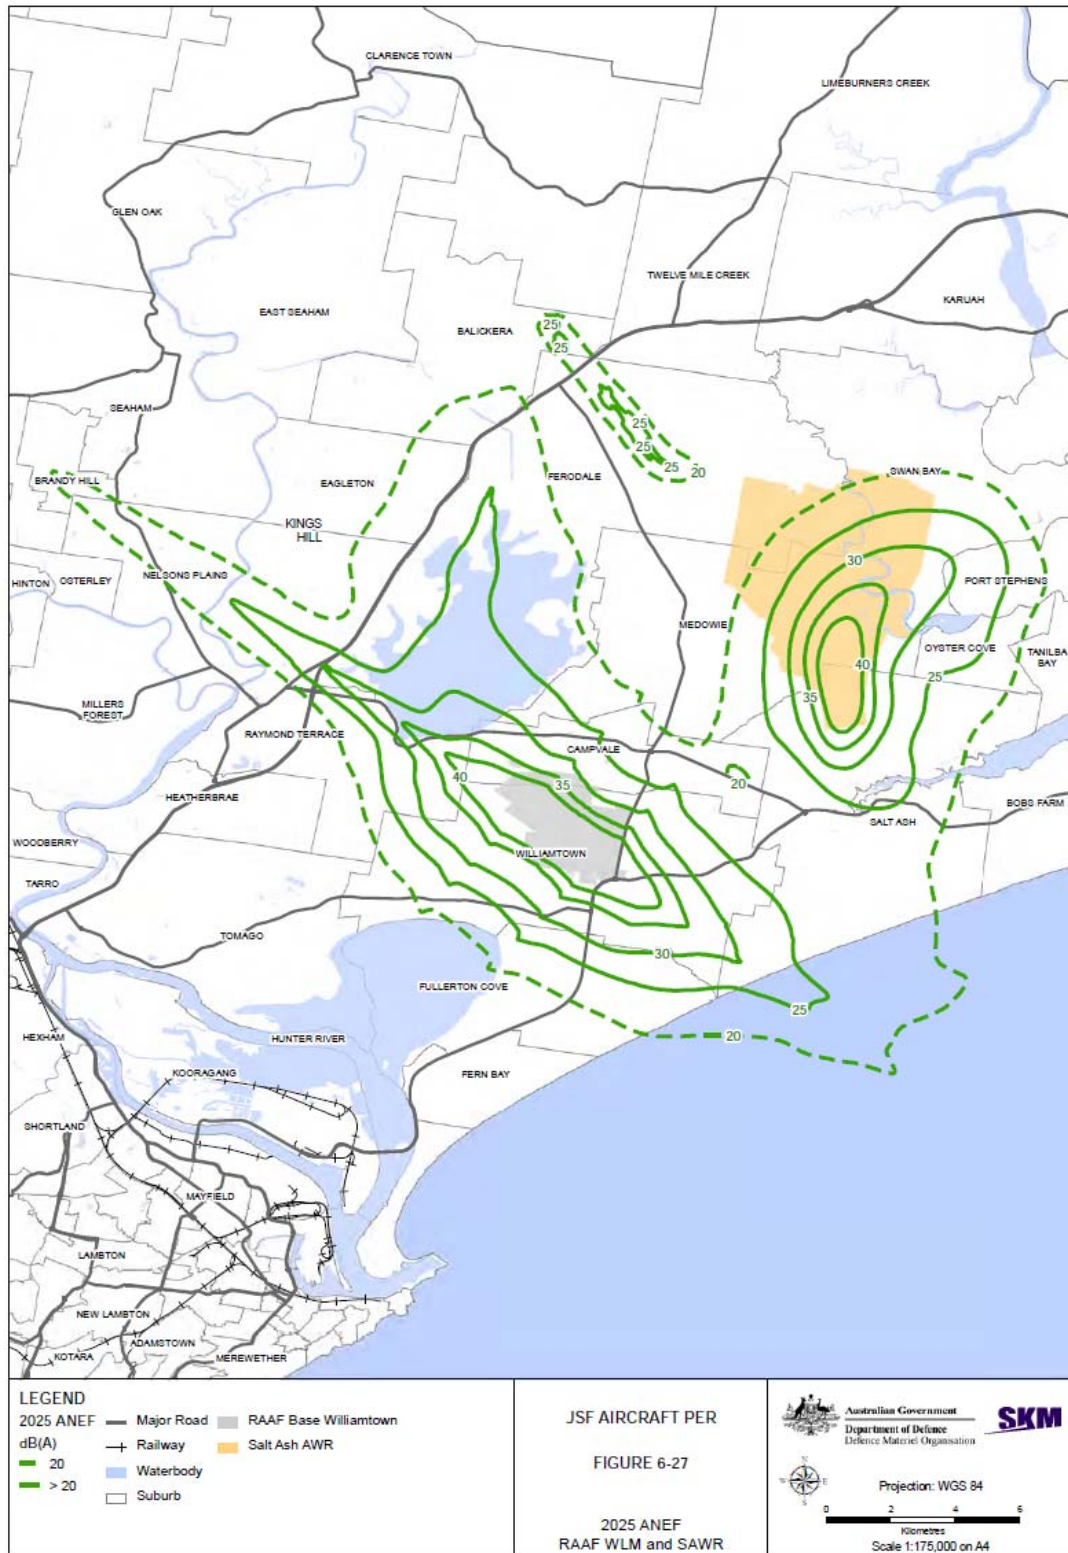 CLARENCE TOWN
LIMEBURNERS CREEK
GLEN OAK
TWELVE MILE CREEK
KARUAH
EAST SEAHAM
BALICKERA
25
25
SEAHAM
25
25
25
20
BRANDY HILL
EAGLETON
FERODALE
SWAN BAY
KINGS
HILL
30
HINTON
OSTERLEY
NELSONS PLAINS
PORT STEPHENS
MEDOWIE
OYSTER COVE
TANILBA
BAY
40
25
35
MILLERS
FOREST
RAYMOND TERRACE
CAMPVALE
40
35
20
HEATHERBRAE
BOBS FARM
SALT ASH
WOODBERRY
WILLIAMTOWN
TARRO
TOMAGO
30
FULLERTON COVE
25
HEXHAM
HUNTER RIVER
20
KOORAGANG
FERN BAY
SHORTLAND
MAYFIELD
LAMBTON
NEW LAMBTON
ADAMSTOWN
KOTARA
MEREWETHER
LEGEND
2025 ANEF
dB(A)
20
> 20
Major Road
Railway
Waterbody
Suburb
RAAF Base Williamtown
Salt Ash AWR
JSF AIRCRAFT PER
FIGURE 6-27
2025 ANEF
RAAF WLM and SAWR
Australian Government
Department of Defence
Defence Materiel Organisation
SKM
N
W
E
S
Projection: WGS 84
0 2 4 6
Kilometres
Scale 1:175,000 on A4